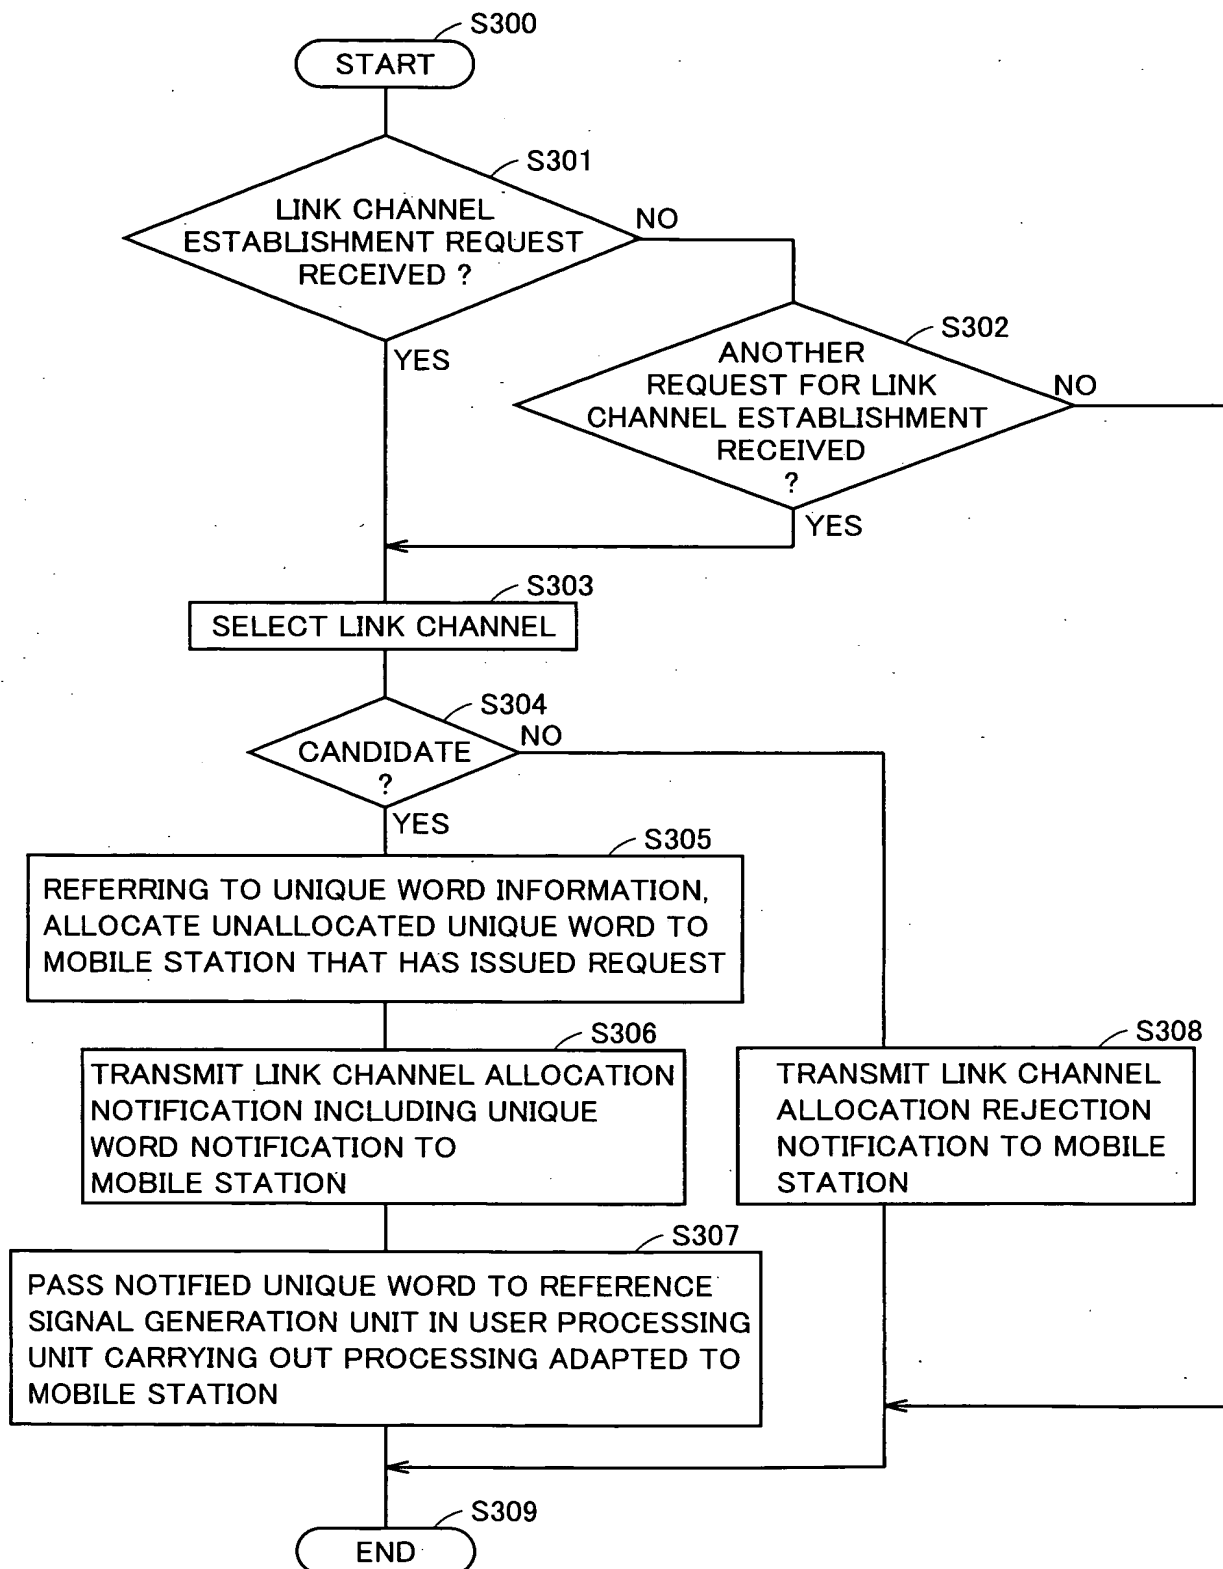 S300
START
S301
LINK CHANNEL
ESTABLISHMENT REQUEST
RECEIVED ?
NO
YES
S302
ANOTHER
REQUEST FOR LINK
CHANNEL ESTABLISHMENT
RECEIVED
?
NO
YES
S303
SELECT LINK CHANNEL
S304
CANDIDATE
?
NO
YES
S305
REFERRING TO UNIQUE WORD INFORMATION,
ALLOCATE UNALLOCATED UNIQUE WORD TO
MOBILE STATION THAT HAS ISSUED REQUEST
S306
TRANSMIT LINK CHANNEL ALLOCATION
NOTIFICATION INCLUDING UNIQUE
WORD NOTIFICATION TO
MOBILE STATION
S308
TRANSMIT LINK CHANNEL
ALLOCATION REJECTION
NOTIFICATION TO MOBILE
STATION
S307
PASS NOTIFIED UNIQUE WORD TO REFERENCE
SIGNAL GENERATION UNIT IN USER PROCESSING
UNIT CARRYING OUT PROCESSING ADAPTED TO
MOBILE STATION
S309
END